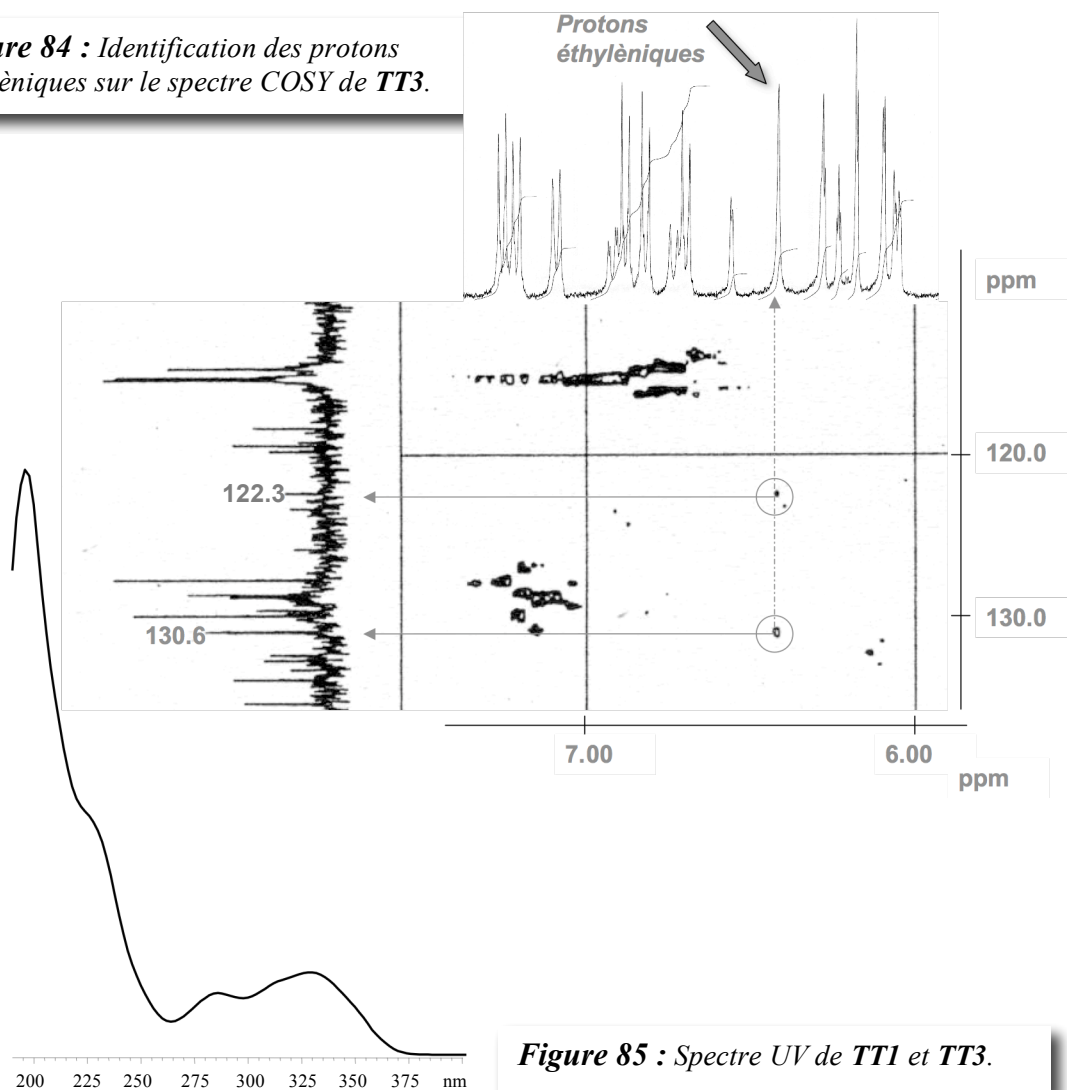 ure 84 : Identification des protons
lèniques sur le spectre COSY de TT3.
Protons
éthylèniques
ppm
120.0
122.3
130.0
130.6
7.00
6.00
ppm
200 225 250 275 300 325 350 375 nm
Figure 85 : Spectre UV de TT1 et TT3.